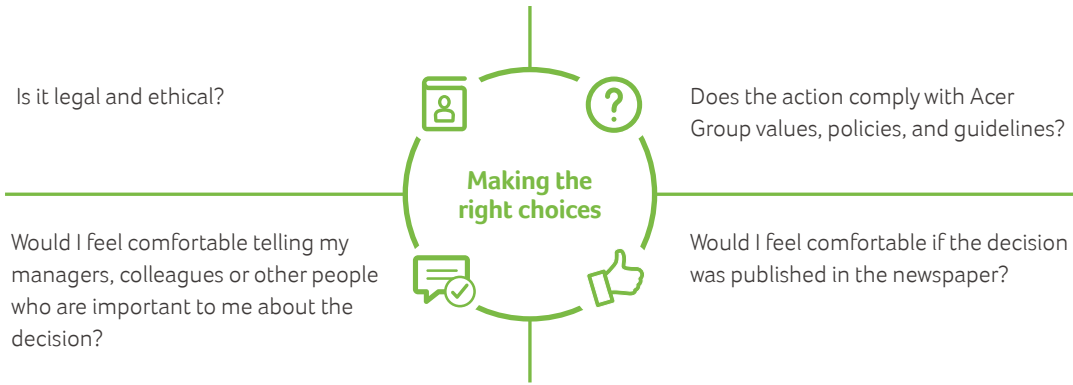 Is it legal and ethical?
Does the action comply with Acer
Group values, policies, and guidelines?
Making the
right choices
Would I feel comfortable telling my
managers, colleagues or other people
who are important to me about the
decision?
Would I feel comfortable if the decision
was published in the newspaper?